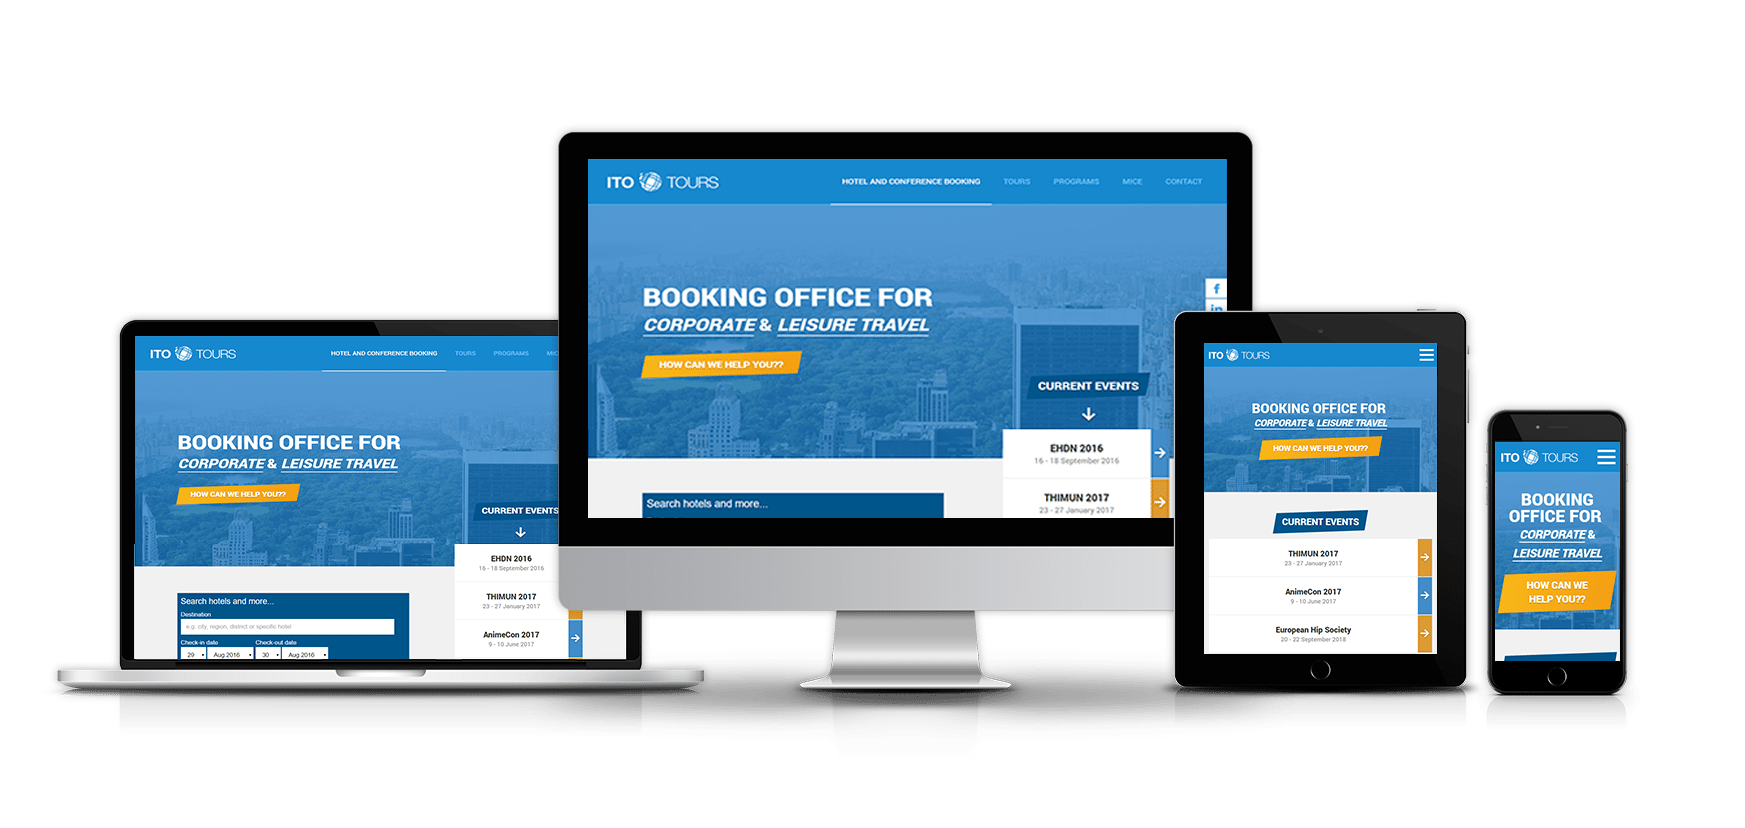 ITO TOURS
HOTEL AND CONFERENCE BOOKING TOURS PROGRAMS
BOOKING OFFICE FOR
CORPORATE & LEISURE TRAVEL
HOW CAN WE HELP YOU??
CURRENT EVENTS
EHDN 2016
16 - 18 September 2016
THIMUN 2017
23 - 27 January 2017
AnimeCon 2017
9 - 10 June 2017
Search hotels and more...
Destination
e.g. city, region, district or specific hotel
Check-in date Check-out date
29 Aug 2016 30 Aug 2016
ITO TOURS
HOTEL AND CONFERENCE BOOKING TOURS PROGRAMS MICE CONTACT
BOOKING OFFICE FOR
CORPORATE & LEISURE TRAVEL
HOW CAN WE HELP YOU??
f
in
CURRENT EVENTS
EHDN 2016
16 - 18 September 2016
THIMUN 2017
23 - 27 January 2017
Search hotels and more...
ITO TOURS
BOOKING OFFICE FOR
CORPORATE & LEISURE TRAVEL
HOW CAN WE HELP YOU??
CURRENT EVENTS
THIMUN 2017
23 - 27 January 2017
AnimeCon 2017
9 - 10 June 2017
European Hip Society
20 - 22 September 2018
ITO TOURS
BOOKING
OFFICE FOR
CORPORATE &
LEISURE TRAVEL
HOW CAN WE
HELP YOU??